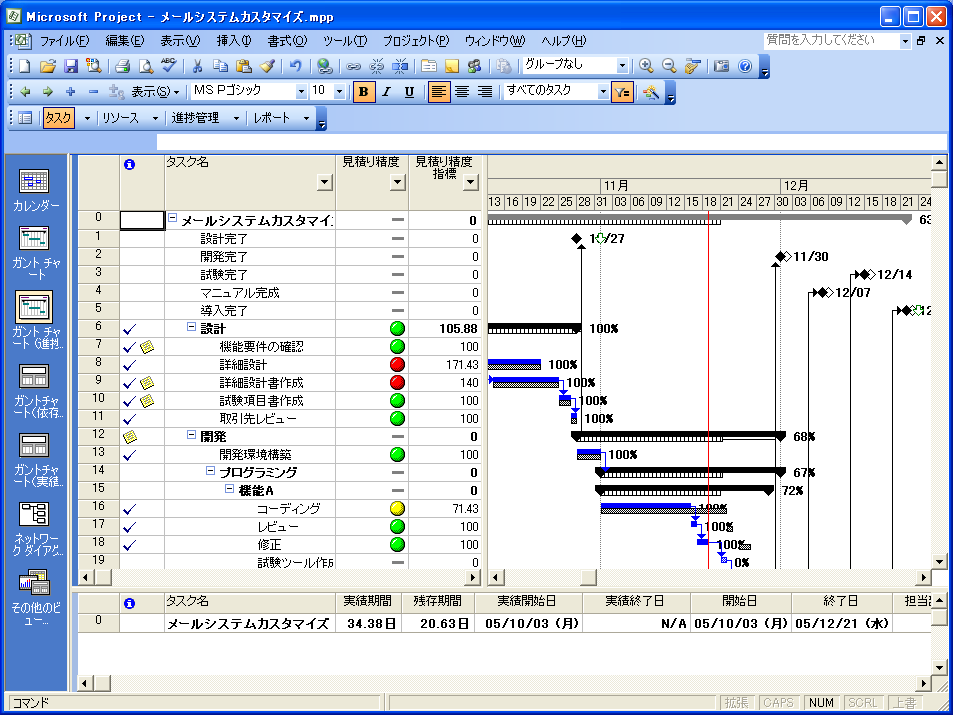 Microsoft Project - メールシステムカスタマイズ.mpp
ファイル(F) 編集(E) 表示(V) 挿入(I) 書式(O) ツール(T) プロジェクト(P) ウィンドウ(W) ヘルプ(H) 質問を入力してください
グループなし
表示(S) MS Pゴシック 10 B I U すべてのタスク
タスク リソース 進捗管理 レポート
カレンダー
ガント チャート
ガント チャート (進捗...
ガントチャート(依存...
ガントチャート(実績...
ネットワーク ダイアグ...
その他のビュー...
タスク名 見積り精度 見積り精度指標
11月 12月
13 16 19 22 25 28 31 03 06 09 12 15 18 21 24 27 30 03 06 09 12 15 18 21 24
0 メールシステムカスタマイ 0 63
1 設計完了 0 /27
2 開発完了 0 11/30
3 試験完了 0 12/14
4 マニュアル完成 0 12/07
5 導入完了 0 12
6 設計 105.88 100%
7 機能要件の確認 100
8 詳細設計 171.43 100%
9 詳細設計書作成 140 100%
10 試験項目書作成 100 100%
11 取引先レビュー 100 100%
12 開発 0 68%
13 開発環境構築 100 100%
14 プログラミング 0 67%
15 機能A 0 72%
16 コーディング 71.43 100%
17 レビュー 100 100%
18 修正 100 100%
19 試験ツール作成 0 0%
タスク名 実績期間 残存期間 実績開始日 実績終了日 開始日 終了日 担当
0 メールシステムカスタマイズ 34.38日 20.63日 05/10/03 (月) N/A 05/10/03 (月) 05/12/21 (水)
コマンド 拡張 CAPS NUM SCRL 上書